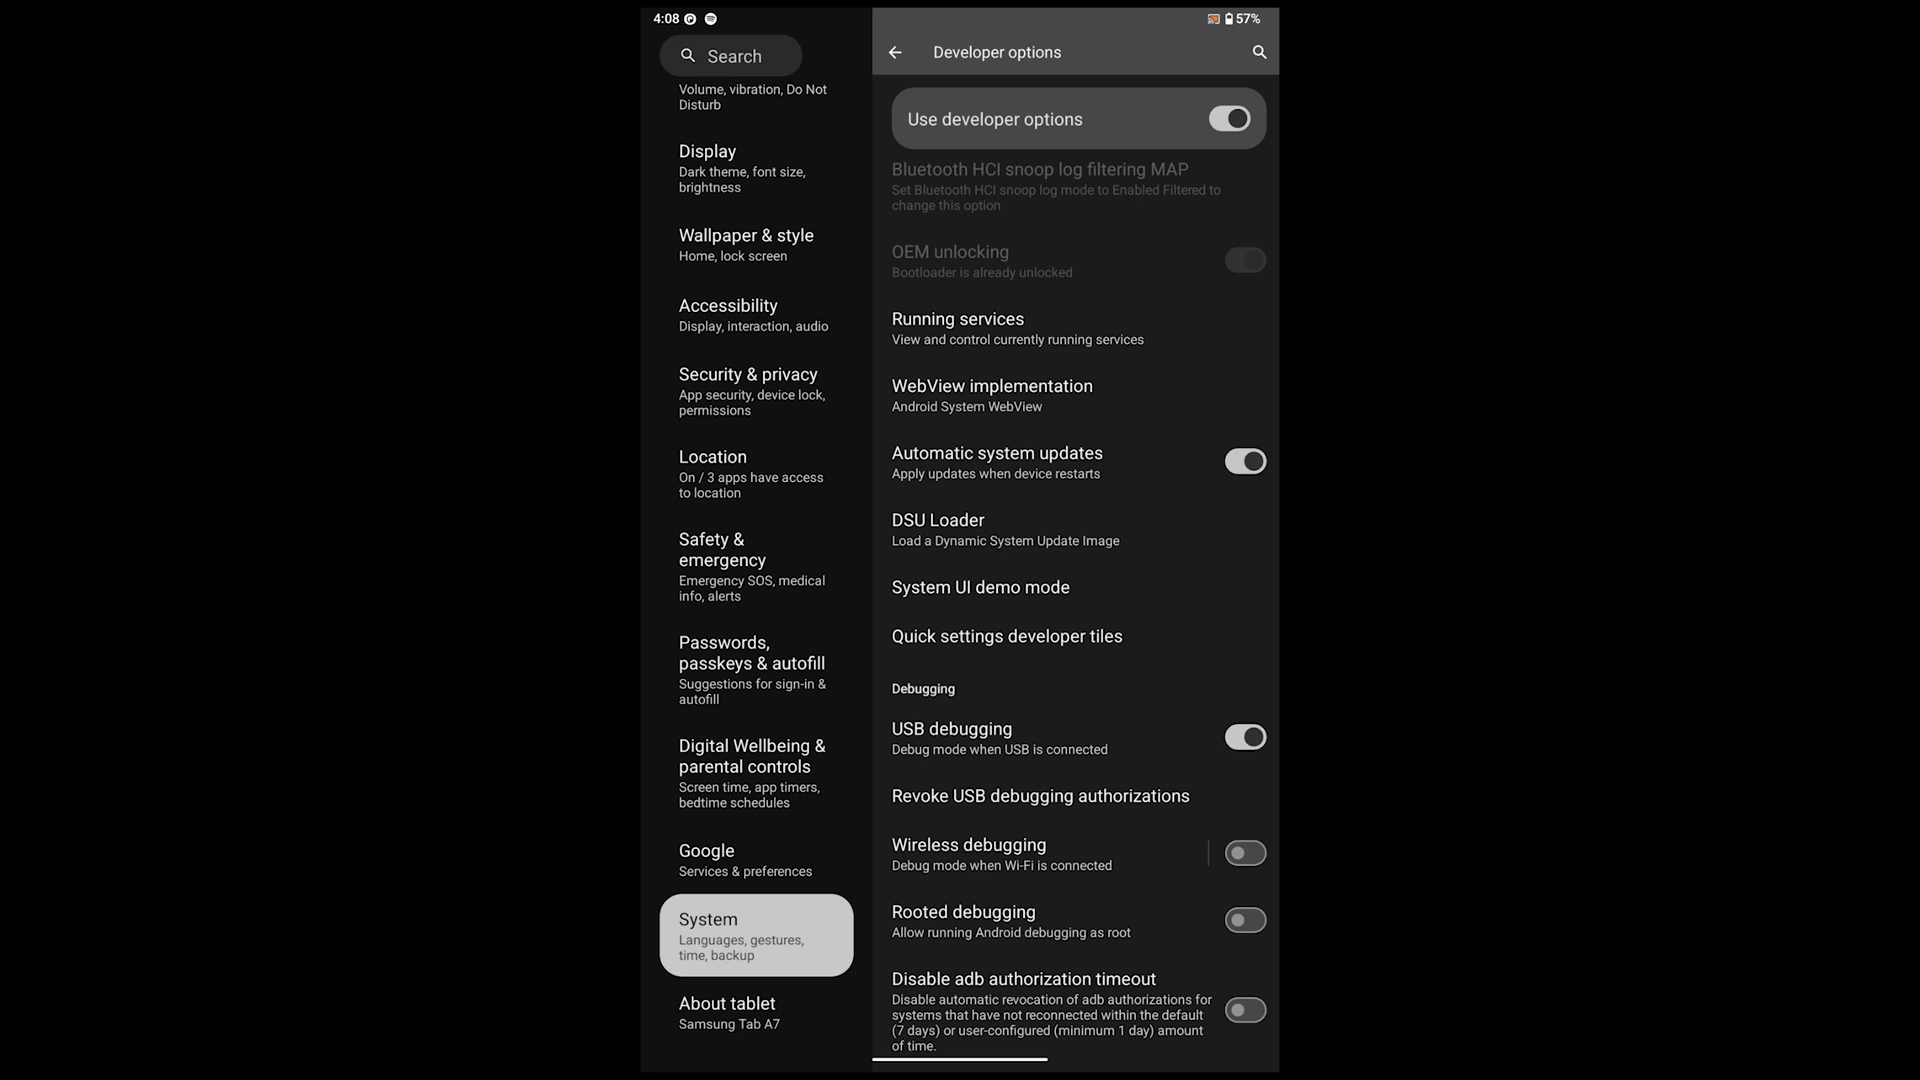 4:08
57%
Search
Volume, vibration, Do Not
Disturb
Display
Dark theme, font size,
brightness
Wallpaper & style
Home, lock screen
Accessibility
Display, interaction, audio
Security & privacy
App security, device lock,
permissions
Location
On / 3 apps have access
to location
Safety &
emergency
Emergency SOS, medical
info, alerts
Passwords,
passkeys & autofill
Suggestions for sign-in &
autofill
Digital Wellbeing &
parental controls
Screen time, app timers,
bedtime schedules
Google
Services & preferences
System
Languages, gestures,
time, backup
About tablet
Samsung Tab A7
Developer options
Use developer options
Bluetooth HCI snoop log filtering MAP
Set Bluetooth HCI snoop log mode to Enabled Filtered to
change this option
OEM unlocking
Bootloader is already unlocked
Running services
View and control currently running services
WebView implementation
Android System WebView
Automatic system updates
Apply updates when device restarts
DSU Loader
Load a Dynamic System Update Image
System UI demo mode
Quick settings developer tiles
Debugging
USB debugging
Debug mode when USB is connected
Revoke USB debugging authorizations
Wireless debugging
Debug mode when Wi-Fi is connected
Rooted debugging
Allow running Android debugging as root
Disable adb authorization timeout
Disable automatic revocation of adb authorizations for
systems that have not reconnected within the default
(7 days) or user-configured (minimum 1 day) amount
of time.